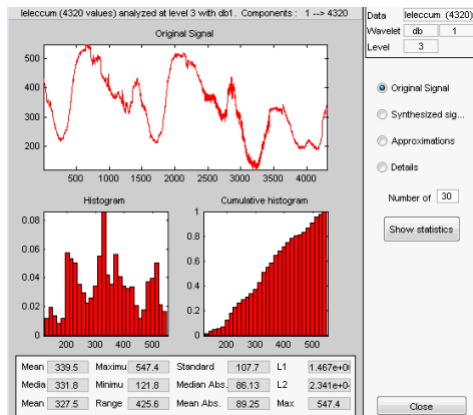 leleccum (4320 values) analyzed at level 3 with db1. Components : 1 --> 4320
Original Signal
500
400
300
200
500 1000 1500 2000 2500 3000 3500 4000
Histogram
0.08
0.06
0.04
0.02
0
200 300 400 500
Cumulative histogram
1
0.8
0.6
0.4
0.2
0
200 300 400 500
Mean 339.5 Maximu 547.4 Standard 107.7 L1 1.467e+0
Media 331.8 Minimu 121.8 Median Abs. 86.13 L2 2.341e+0
Mean 327.5 Range 425.6 Mean Abs. 89.25 Max 547.4
Data leleccum (4320)
Wavelet db 1
Level 3
Original Signal
Synthesized sig...
Approximations
Details
Number of 30
Show statistics
Close